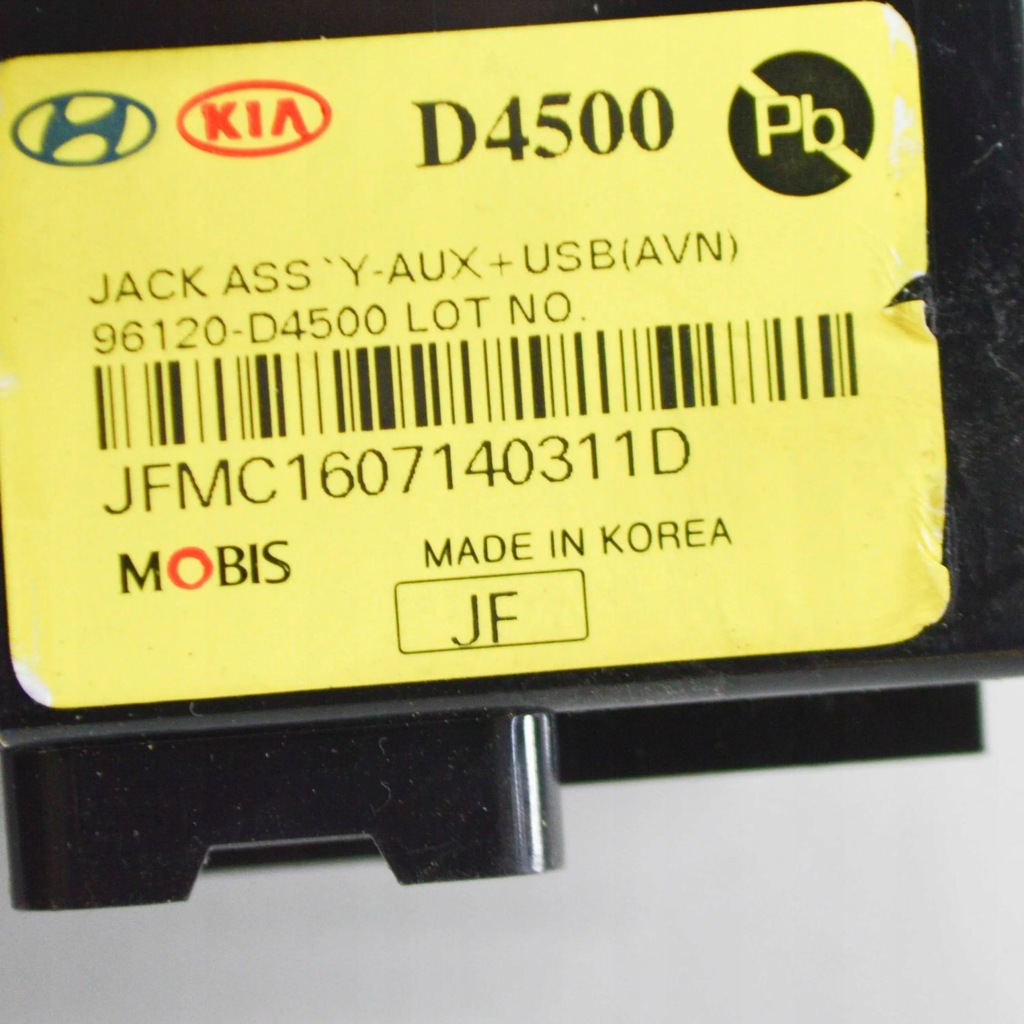 KIA D4500 Pb
JACK ASS`Y-AUX+USB(AVN)
96120-D4500 LOT NO.
JFMC1607140311D
MOBIS MADE IN KOREA
JF